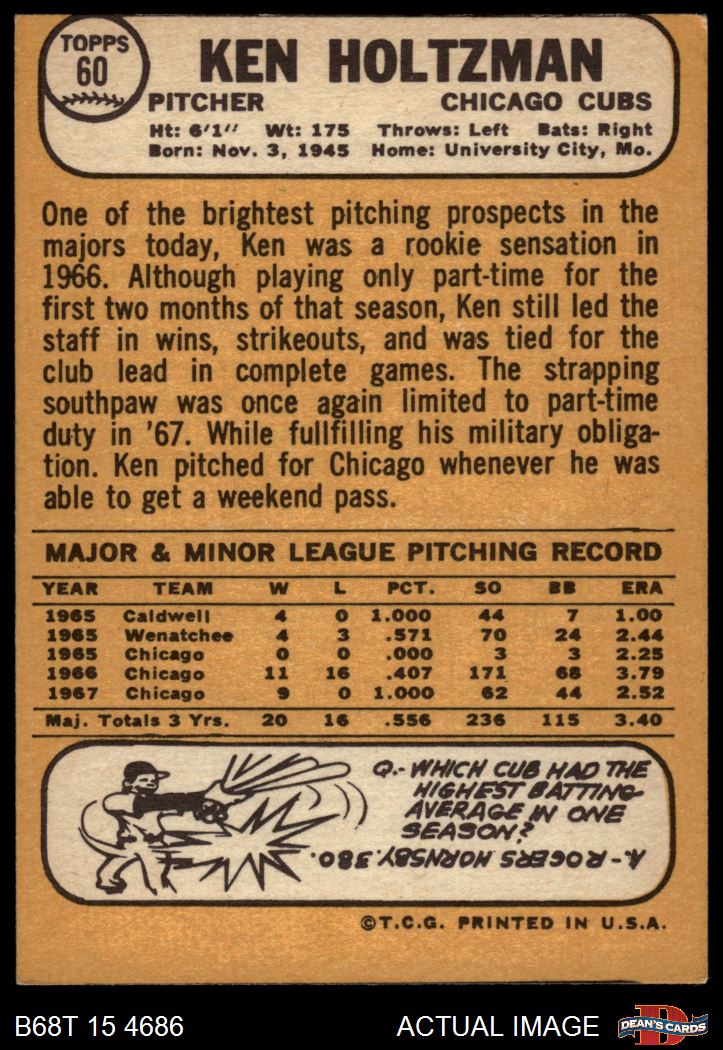 TOPPS
60
KEN HOLTZMAN
PITCHER CHICAGO CUBS
Ht: 6'1" Wt: 175 Throws: Left Bats: Right
Born: Nov. 3, 1945 Home: University City, Mo.
One of the brightest pitching prospects in the
majors today, Ken was a rookie sensation in
1966. Although playing only part-time for the
first two months of that season, Ken still led the
staff in wins, strikeouts, and was tied for the
club lead in complete games. The strapping
southpaw was once again limited to part-time
duty in '67. While fullfilling his military obliga-
tion. Ken pitched for Chicago whenever he was
able to get a weekend pass.
MAJOR & MINOR LEAGUE PITCHING RECORD
YEAR TEAM W L PCT. SO BB ERA
1965 Caldwell 4 0 1.000 44 7 1.00
1965 Wenatchee 4 3 .571 70 24 2.44
1965 Chicago 0 0 .000 3 3 2.25
1966 Chicago 11 16 .407 171 68 3.79
1967 Chicago 9 0 1.000 62 44 2.52
Maj. Totals 3 Yrs. 20 16 .556 236 115 3.40
Q.- WHICH CUB HAD THE
HIGHEST BATTING
AVERAGE IN ONE
SEASON?
A.- ROGERS HORNSBY .380.
©T.C.G. PRINTED IN U.S.A.
B68T 15 4686 ACTUAL IMAGE
D
DEAN'S CARDS